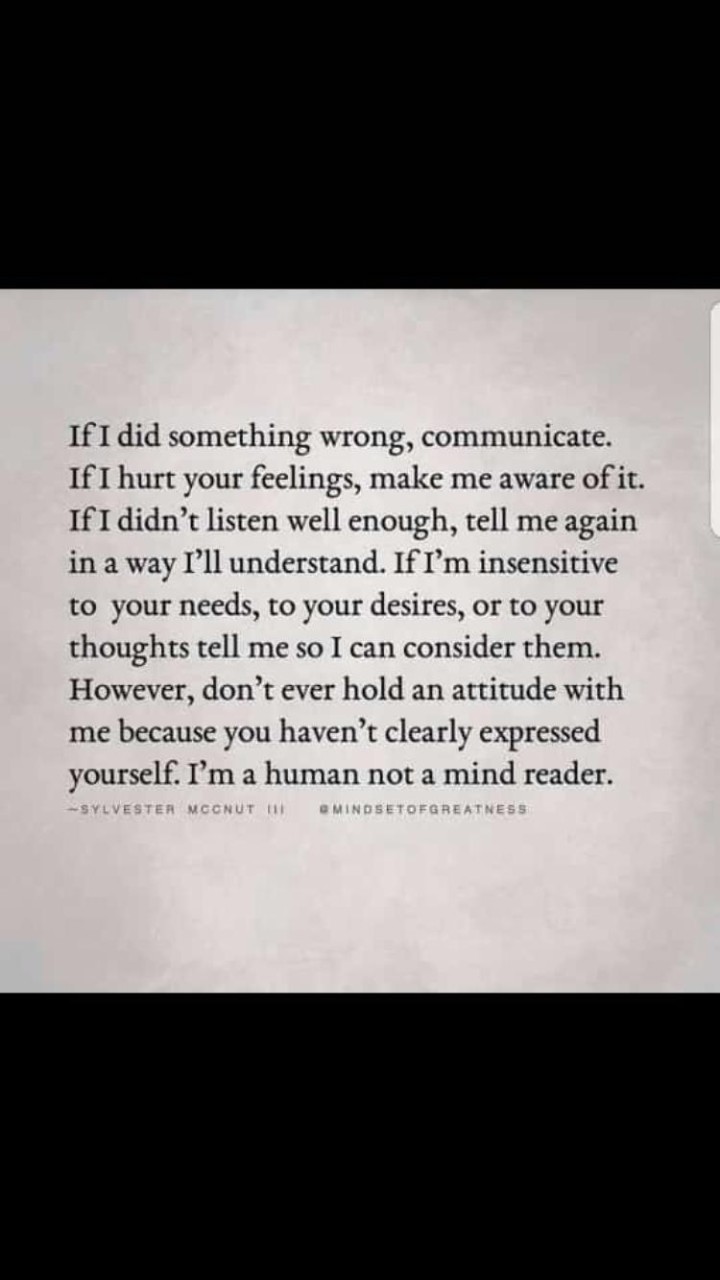 If I did something wrong, communicate.
If I hurt your feelings, make me aware of it.
If I didn't listen well enough, tell me again
in a way I'll understand. If I'm insensitive
to your needs, to your desires, or to your
thoughts tell me so I can consider them.
However, don't ever hold an attitude with
me because you haven't clearly expressed
yourself. I'm a human not a mind reader.
~SYLVESTER MCCNUT III @MINDSETOFGREATNESS